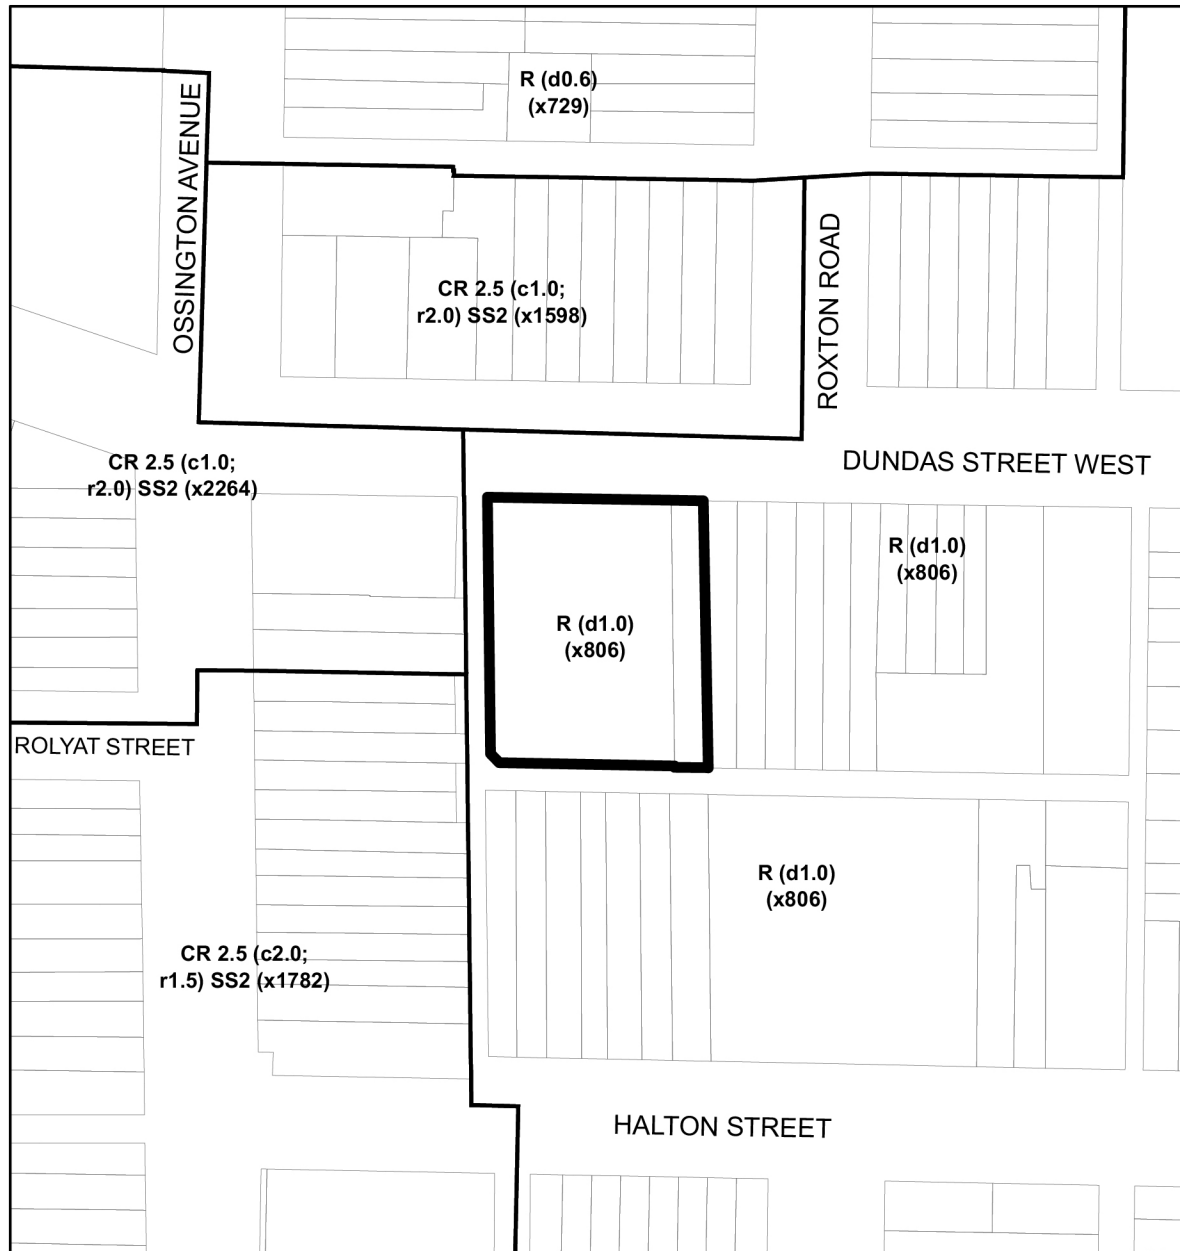 R (d0.6)
(x729)
OSSINGTON AVENUE
CR 2.5 (c1.0;
r2.0) SS2 (x1598)
ROXTON ROAD
DUNDAS STREET WEST
CR 2.5 (c1.0;
r2.0) SS2 (x2264)
R (d1.0)
(x806)
R (d1.0)
(x806)
ROLYAT STREET
R (d1.0)
(x806)
CR 2.5 (c2.0;
r1.5) SS2 (x1782)
HALTON STREET